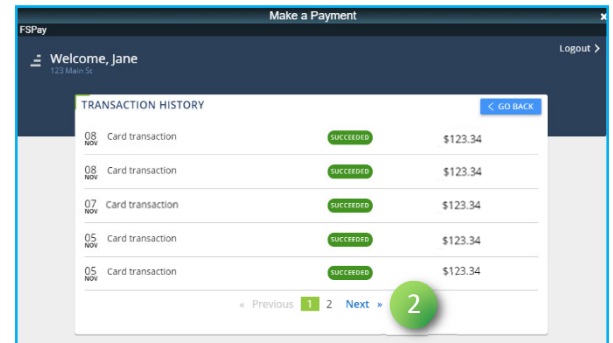 Make a Payment x
FSPay
Logout >
Welcome, Jane
123 Main St
TRANSACTION HISTORY < GO BACK
08 NOV Card transaction SUCCEEDED $123.34
08 NOV Card transaction SUCCEEDED $123.34
07 NOV Card transaction SUCCEEDED $123.34
05 NOV Card transaction SUCCEEDED $123.34
05 NOV Card transaction SUCCEEDED $123.34
« Previous 1 2 Next » 2